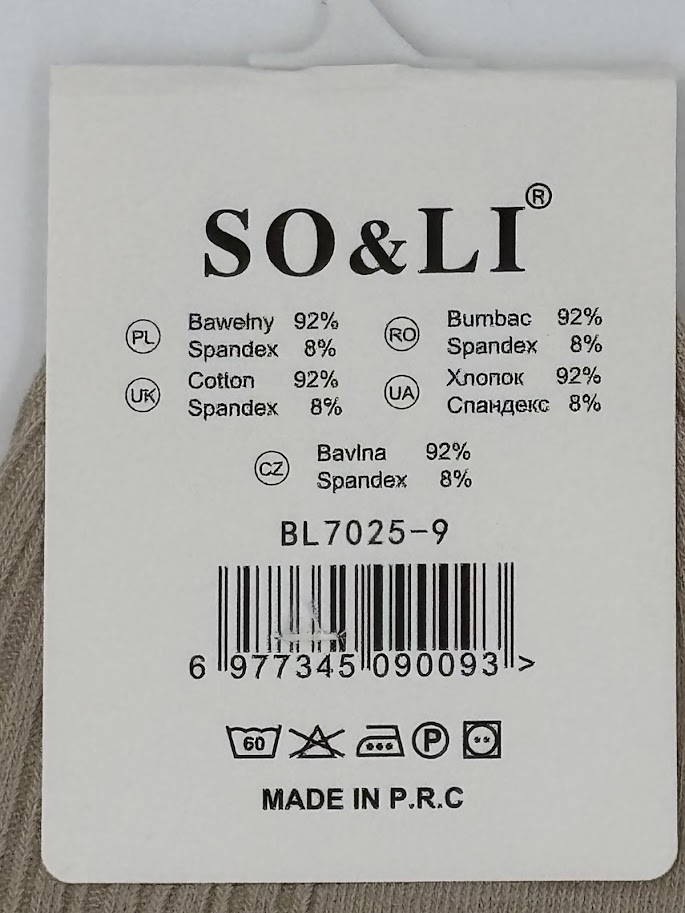 SO&LI®
PL Bawełny 92%
Spandex 8%
RO Bumbac 92%
Spandex 8%
UK Cotton 92%
Spandex 8%
UA Хлопок 92%
Спандекс 8%
CZ Bavlna 92%
Spandex 8%
BL7025-9
6 977345 090093 >
60 P
MADE IN P.R.C